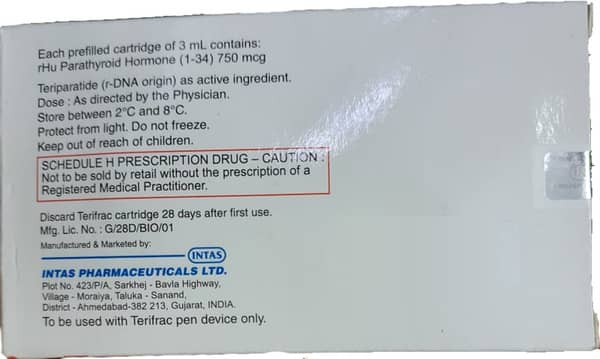 Each prefilled cartridge of 3 mL contains:
rHu Parathyroid Hormone (1-34) 750 mcg
Teriparatide (r-DNA origin) as active ingredient.
Dose : As directed by the Physician.
Store between 2°C and 8°C.
Protect from light. Do not freeze.
Keep out of reach of children.
SCHEDULE H PRESCRIPTION DRUG – CAUTION :
Not to be sold by retail without the prescription of a
Registered Medical Practitioner.
Discard Terifrac cartridge 28 days after first use.
Mfg. Lic. No. : G/28D/BIO/01
Manufactured & Marketed by:
INTAS
INTAS PHARMACEUTICALS LTD.
Plot No. 423/P/A, Sarkhej - Bavla Highway,
Village - Moraiya, Taluka - Sanand,
District - Ahmedabad-382 213, Gujarat, INDIA.
To be used with Terifrac pen device only.